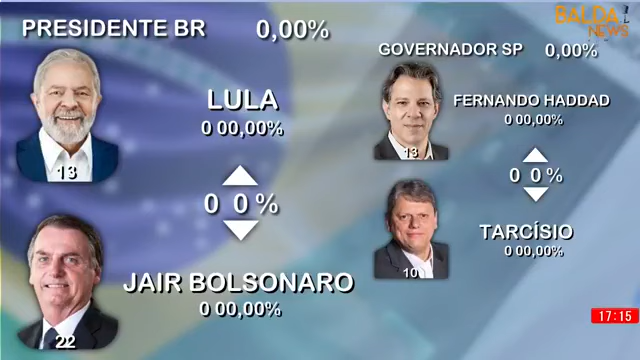 PRESIDENTE BR 0,00%
LULA
0 00,00%
13
0 0 %
JAIR BOLSONARO
0 00,00%
22
GOVERNADOR SP 0,00%
FERNANDO HADDAD
0 00,00%
13
0 0 %
TARCÍSIO
0 00,00%
10
BALDA
NEWS
17:15